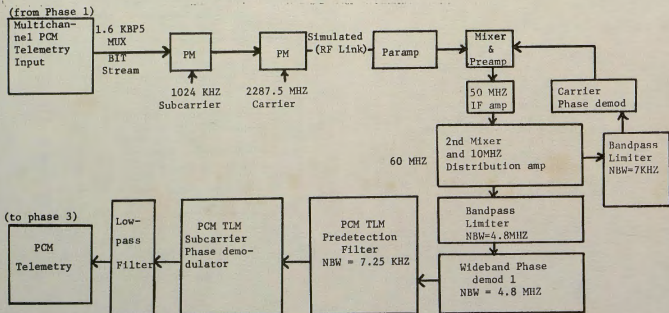 (from Phase 1)
Multichan-
nel PCM
Telemetry
Input
1.6 KBP5
MUX
BIT
Stream
PM
1024 KHZ
Subcarrier
PM
2287.5 MHZ
Carrier
Simulated
(RF Link)
Paramp
Mixer
&
Preamp
50 MHZ
IF amp
Carrier
Phase demod
60 MHZ
2nd Mixer
and 10MHZ
Distribution amp
Bandpass
Limiter
NBW=7KHZ
Bandpass
Limiter
NBW=4.8MHZ
Wideband Phase
demod 1
NBW = 4.8 MHZ
PCM TLM
Predetection
Filter
NBW = 7.25 KHZ
PCM TLM
Subcarrier
Phase demo-
dulator
Low-
pass
Filter
(to phase 3)
PCM
Telemetry